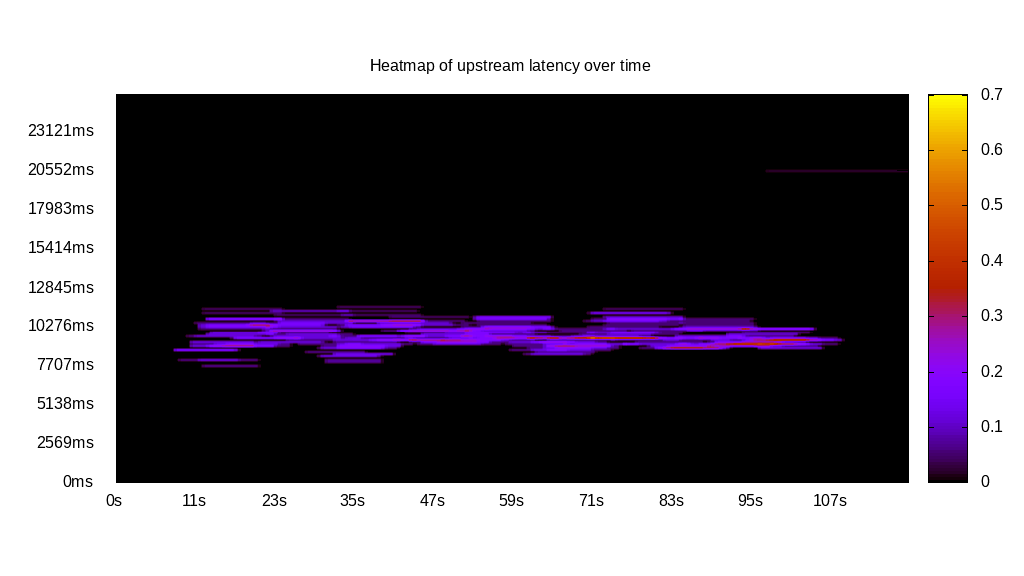 Heatmap of upstream latency over time
23121ms
20552ms
17983ms
15414ms
12845ms
10276ms
7707ms
5138ms
2569ms
0ms
0s 11s 23s 35s 47s 59s 71s 83s 95s 107s
0.7
0.6
0.5
0.4
0.3
0.2
0.1
0